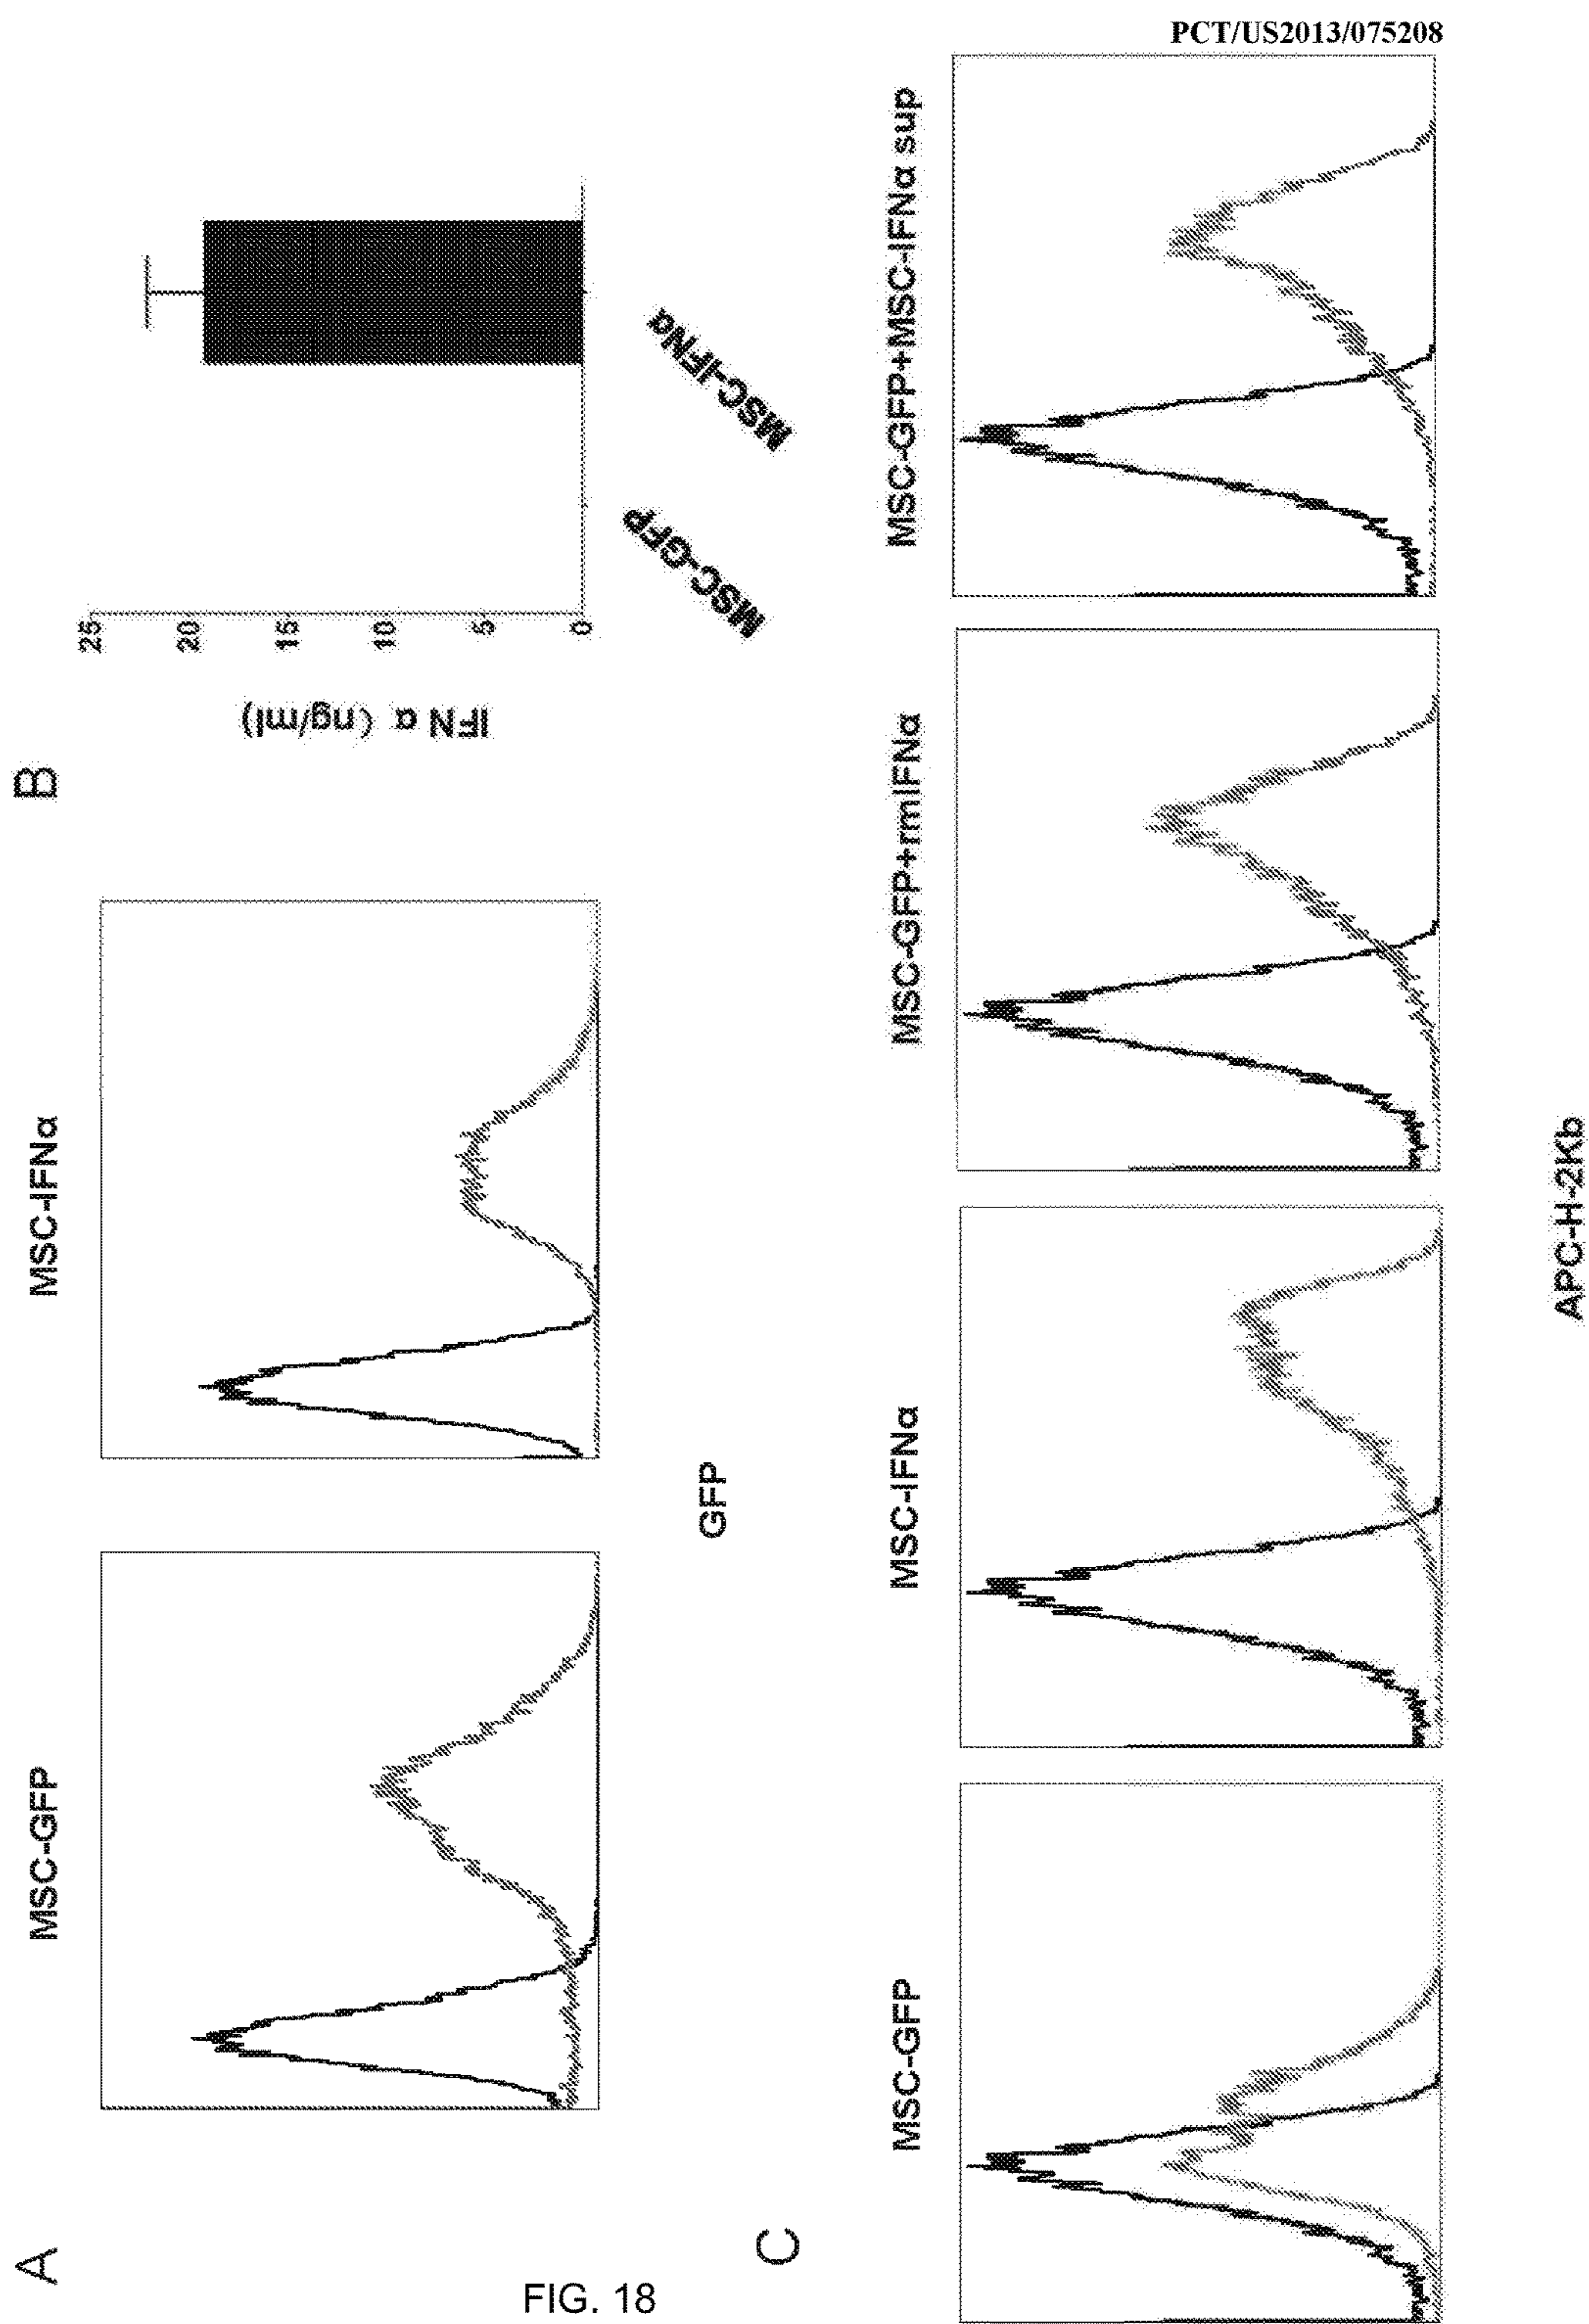 PCT/US2013/075208
A
MSC-GFP
MSC-IFNα
GFP
B
IFN α (ng/ml)
25
20
15
10
5
0
MSC-GFP
MSC-IFNα
C
MSC-GFP
MSC-IFNα
MSC-GFP+rmIFNα
MSC-GFP+MSC-IFNα sup
APC-H-2Kb
FIG. 18